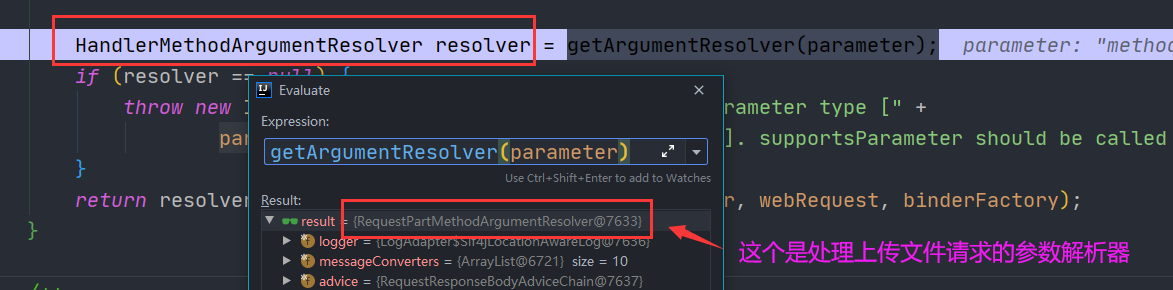 HandlerMethodArgumentResolver resolver = getArgumentResolver(parameter); parameter: "method
if (resolver == null) {
Evaluate
throw new I rameter type [" +
Expression:
par ]. supportsParameter should be called
getArgumentResolver(parameter)
}
Use Ctrl+Shift+Enter to add to Watches
return resolver r, webRequest, binderFactory);
Result:
result = {RequestPartMethodArgumentResolver@7633}
}
logger = {LogAdapter$Slf4jLocationAwareLog@7636}
这个是处理上传文件请求的参数解析器
messageConverters = {ArrayList@6721} size = 10
advice = {RequestResponseBodyAdviceChain@7637}